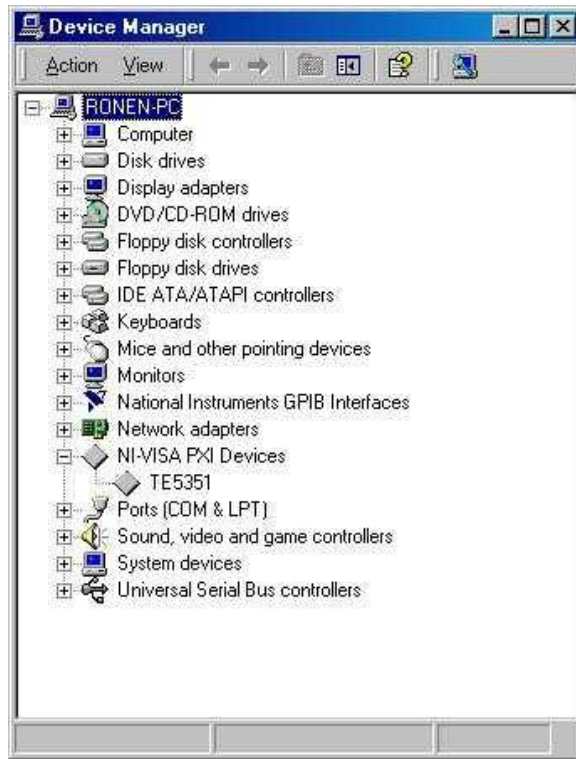 Device Manager
Action View
RONEN-PC
Computer
Disk drives
Display adapters
DVD/CD-ROM drives
Floppy disk controllers
Floppy disk drives
IDE ATA/ATAPI controllers
Keyboards
Mice and other pointing devices
Monitors
National Instruments GPIB Interfaces
Network adapters
NI-VISA PXI Devices
TE5351
Ports (COM & LPT)
Sound, video and game controllers
System devices
Universal Serial Bus controllers